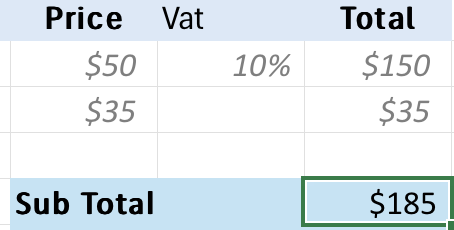 Price Vat Total
$50 10% $150
$35 $35
Sub Total $185